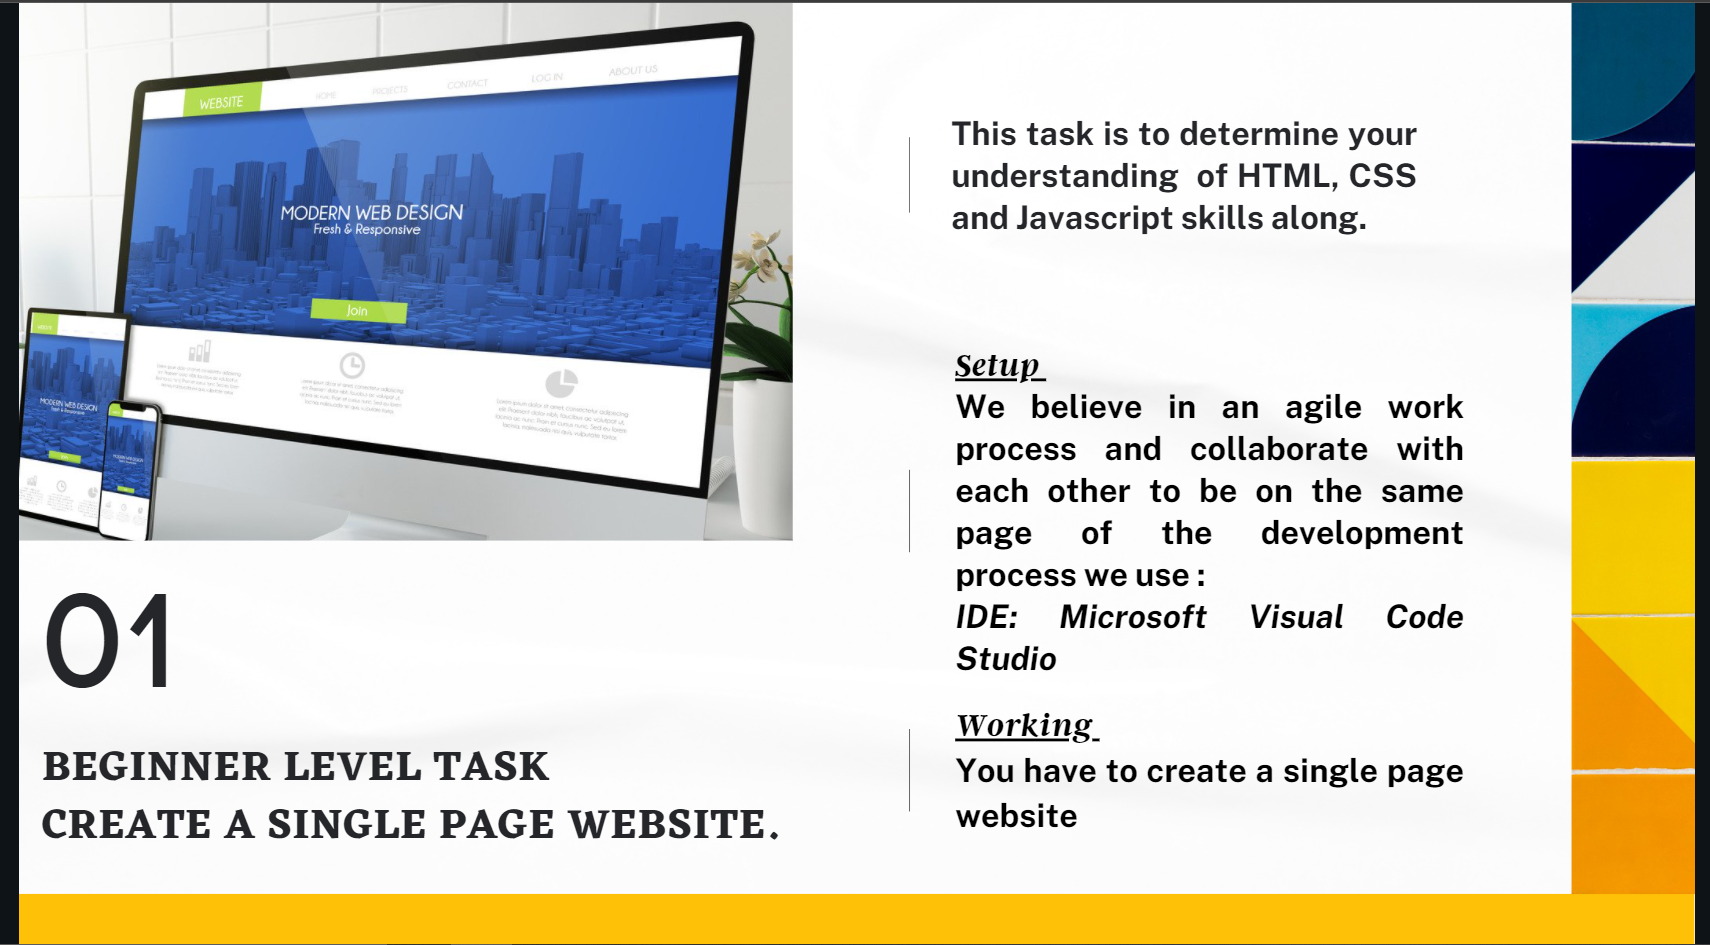 WEBSITE
HOME
PROJECTS
CONTACT
LOG IN
ABOUT US
MODERN WEB DESIGN
Fresh & Responsive
Join
MODERN WEB DESIGN
Fresh & Responsive
01
BEGINNER LEVEL TASK
CREATE A SINGLE PAGE WEBSITE.
This task is to determine your
understanding of HTML, CSS
and Javascript skills along.
Setup
We believe in an agile work
process and collaborate with
each other to be on the same
page of the development
process we use :
IDE: Microsoft Visual Code
Studio
Working
You have to create a single page
website